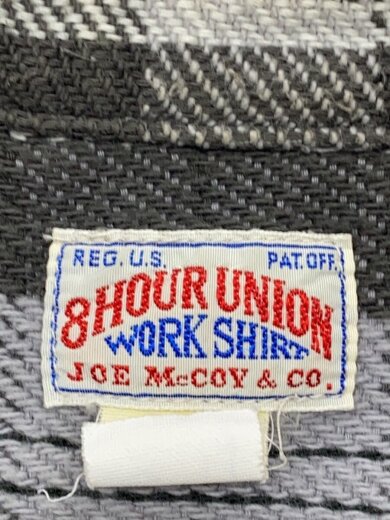 REG. U.S. PAT. OFF.
8 HOUR UNION
WORK SHIRT
JOE McCOY & CO.